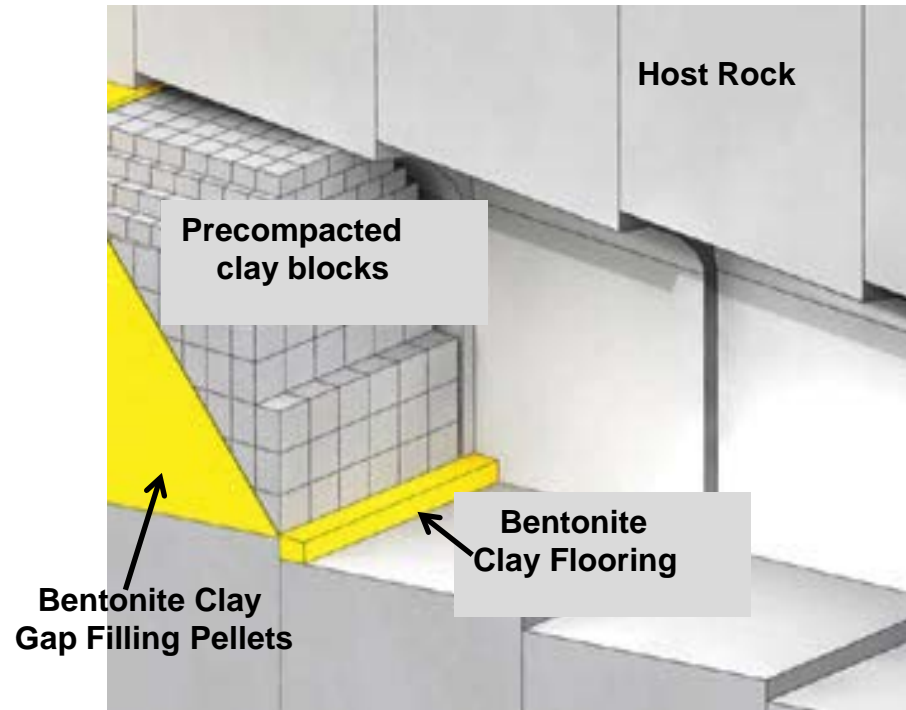 Host Rock
Precompacted
clay blocks
Bentonite
Clay Flooring
Bentonite Clay
Gap Filling Pellets